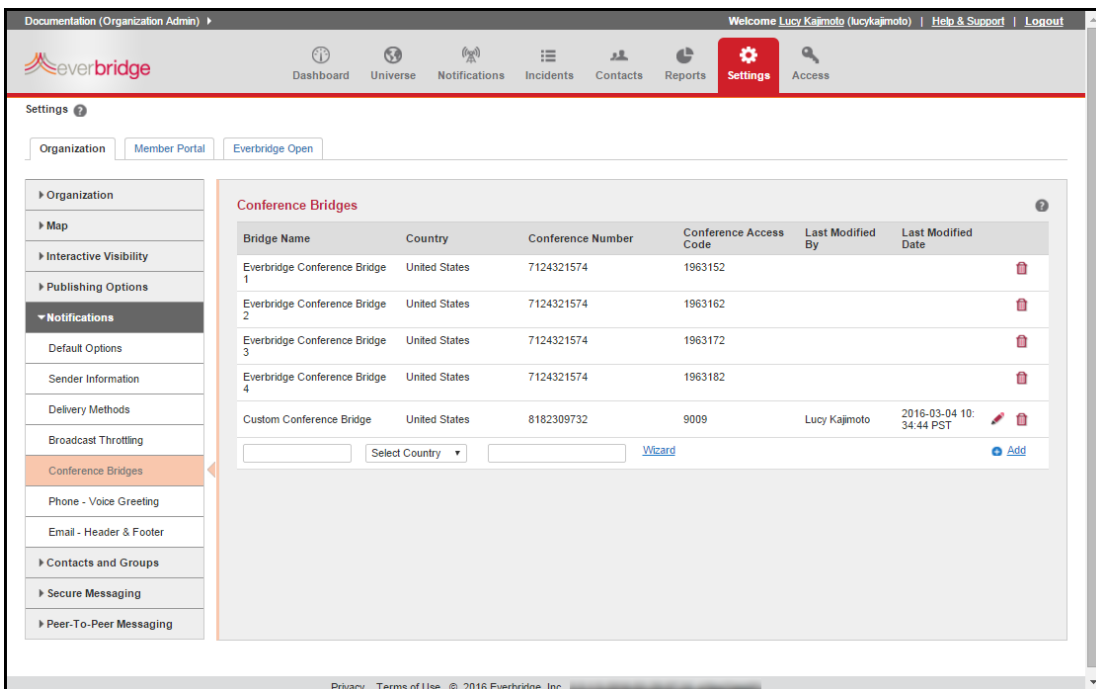 Documentation (Organization Admin)
Welcome Lucy Kajimoto (lucykajimoto) | Help & Support | Logout
everbridge
Dashboard Universe Notifications Incidents Contacts Reports Settings Access
Settings
Organization Member Portal Everbridge Open
Organization
Map
Interactive Visibility
Publishing Options
Notifications
Default Options
Sender Information
Delivery Methods
Broadcast Throttling
Conference Bridges
Phone - Voice Greeting
Email - Header & Footer
Contacts and Groups
Secure Messaging
Peer-To-Peer Messaging
Conference Bridges
Bridge Name Country Conference Number Conference Access Code Last Modified By Last Modified Date
Everbridge Conference Bridge 1 United States 7124321574 1963152
Everbridge Conference Bridge 2 United States 7124321574 1963162
Everbridge Conference Bridge 3 United States 7124321574 1963172
Everbridge Conference Bridge 4 United States 7124321574 1963182
Custom Conference Bridge United States 8182309732 9009 Lucy Kajimoto 2016-03-04 10:34:44 PST
Select Country Wizard Add
Privacy Terms of Use © 2016 Everbridge, Inc.